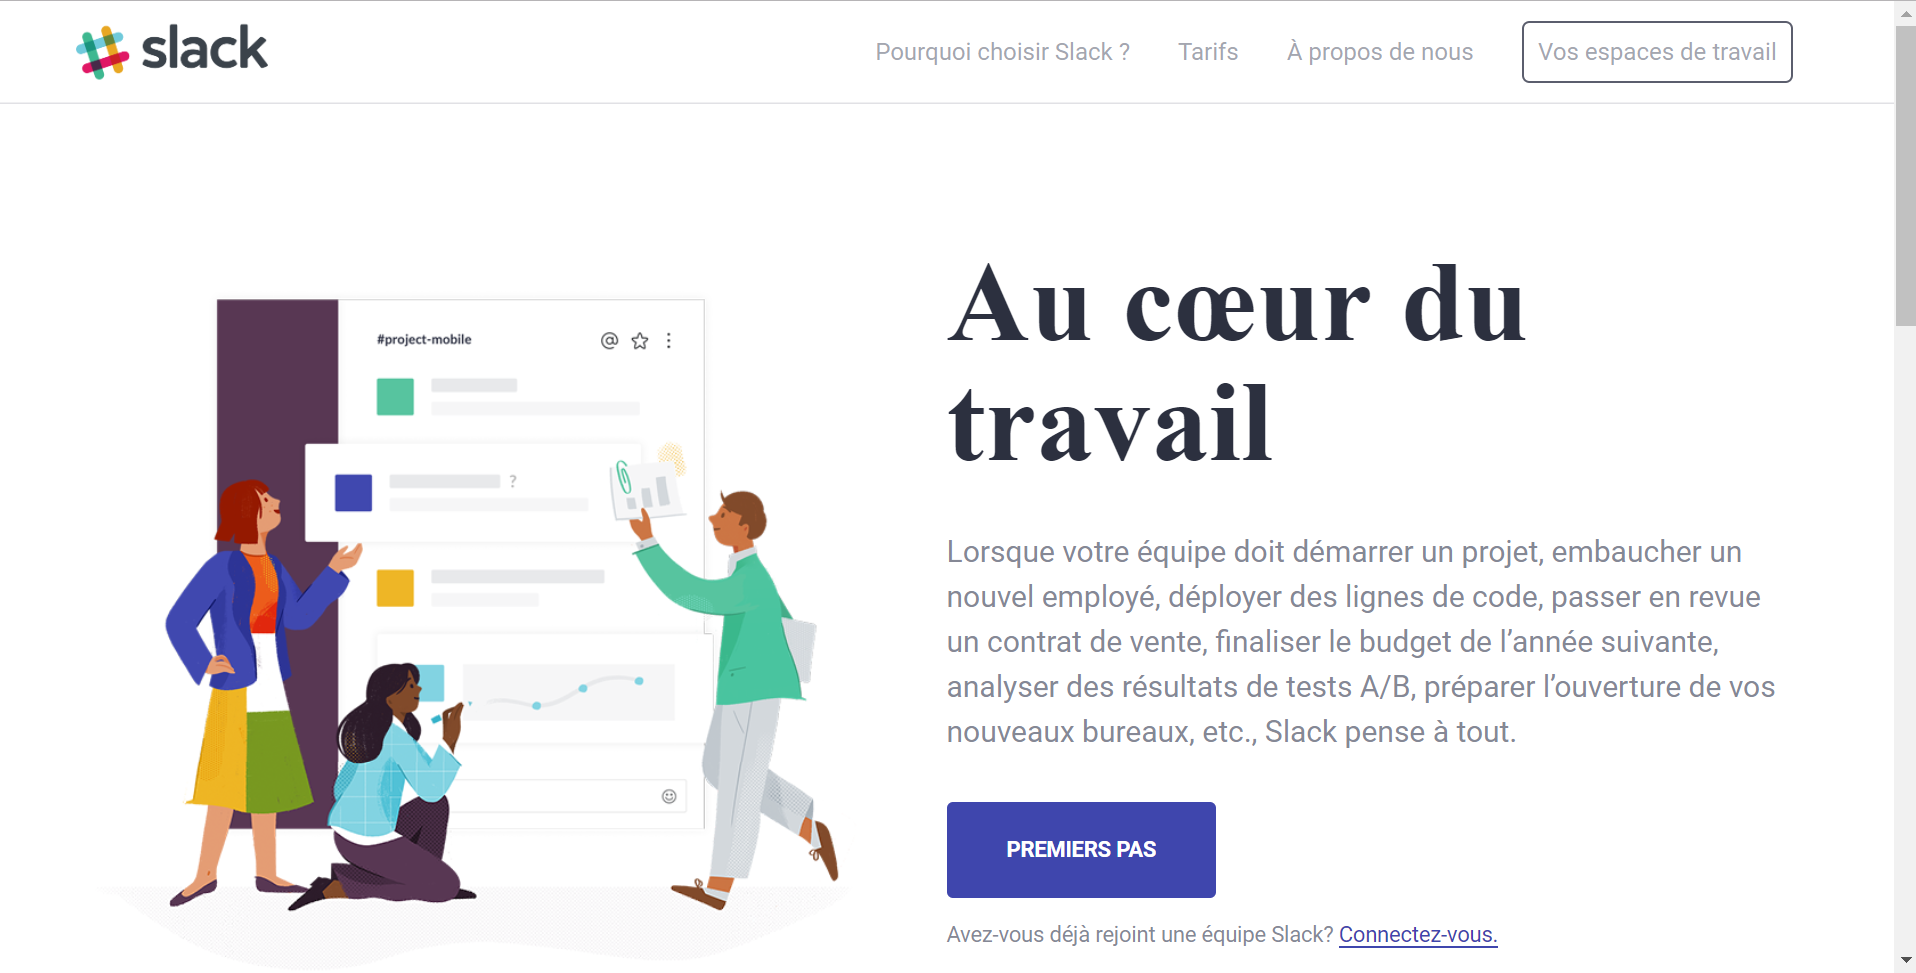 slack
Pourquoi choisir Slack ?
Tarifs
À propos de nous
Vos espaces de travail
#project-mobile
?
Au cœur du
travail
Lorsque votre équipe doit démarrer un projet, embaucher un
nouvel employé, déployer des lignes de code, passer en revue
un contrat de vente, finaliser le budget de l’année suivante,
analyser des résultats de tests A/B, préparer l’ouverture de vos
nouveaux bureaux, etc., Slack pense à tout.
PREMIERS PAS
Avez-vous déjà rejoint une équipe Slack? Connectez-vous.